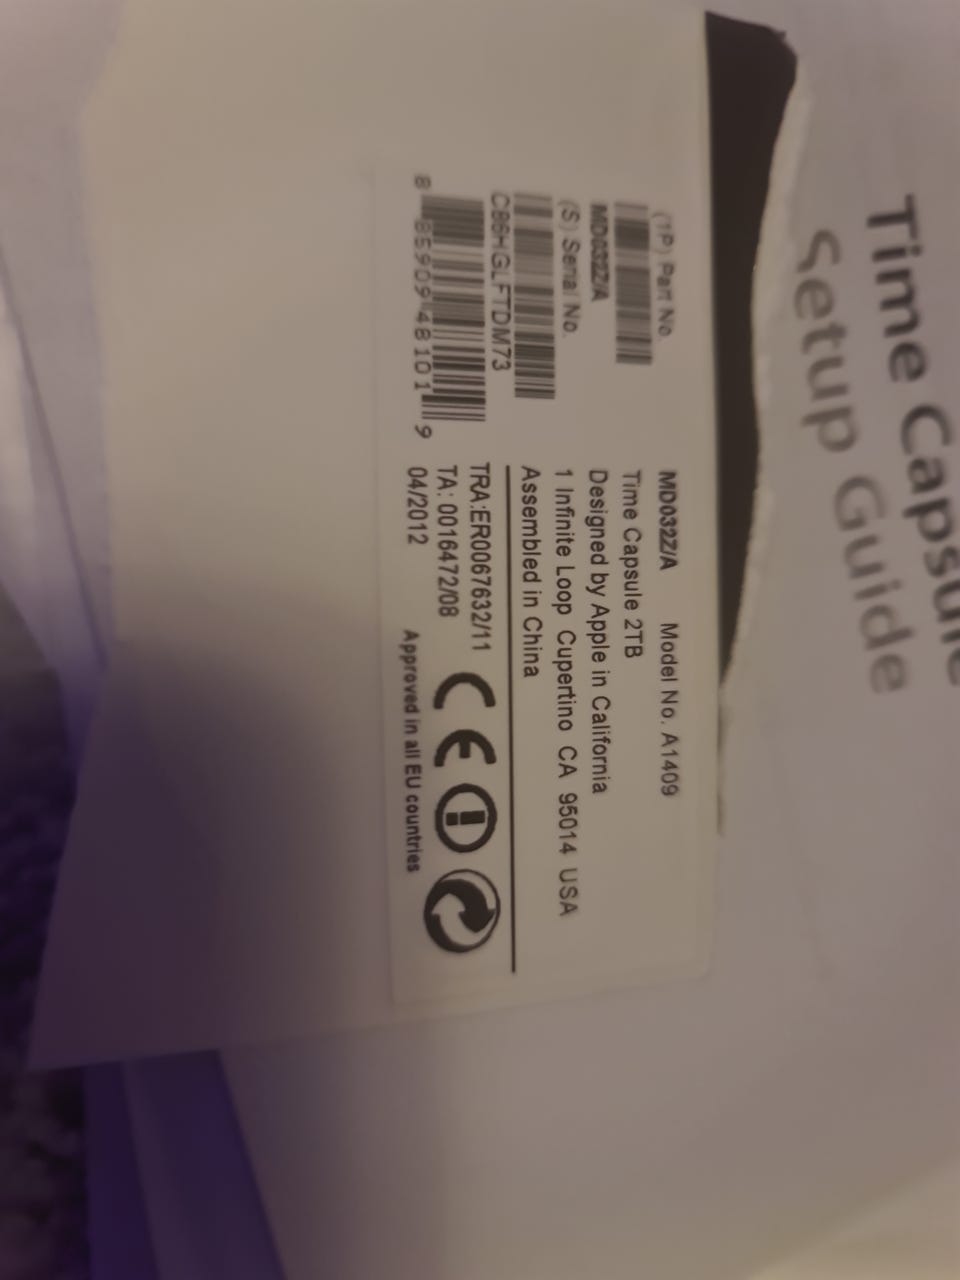 Time Capsule
Setup Guide
(1P) Part No.
MD032Z/A
(S) Serial No.
C86HGLFTDM73
8 85909 48101 9
MD032Z/A Model No. A1409
Time Capsule 2TB
Designed by Apple in California
1 Infinite Loop Cupertino CA 95014 USA
Assembled in China
TRA:ER0067632/11
TA: 0016472/08
04/2012
CE
Approved in all EU countries